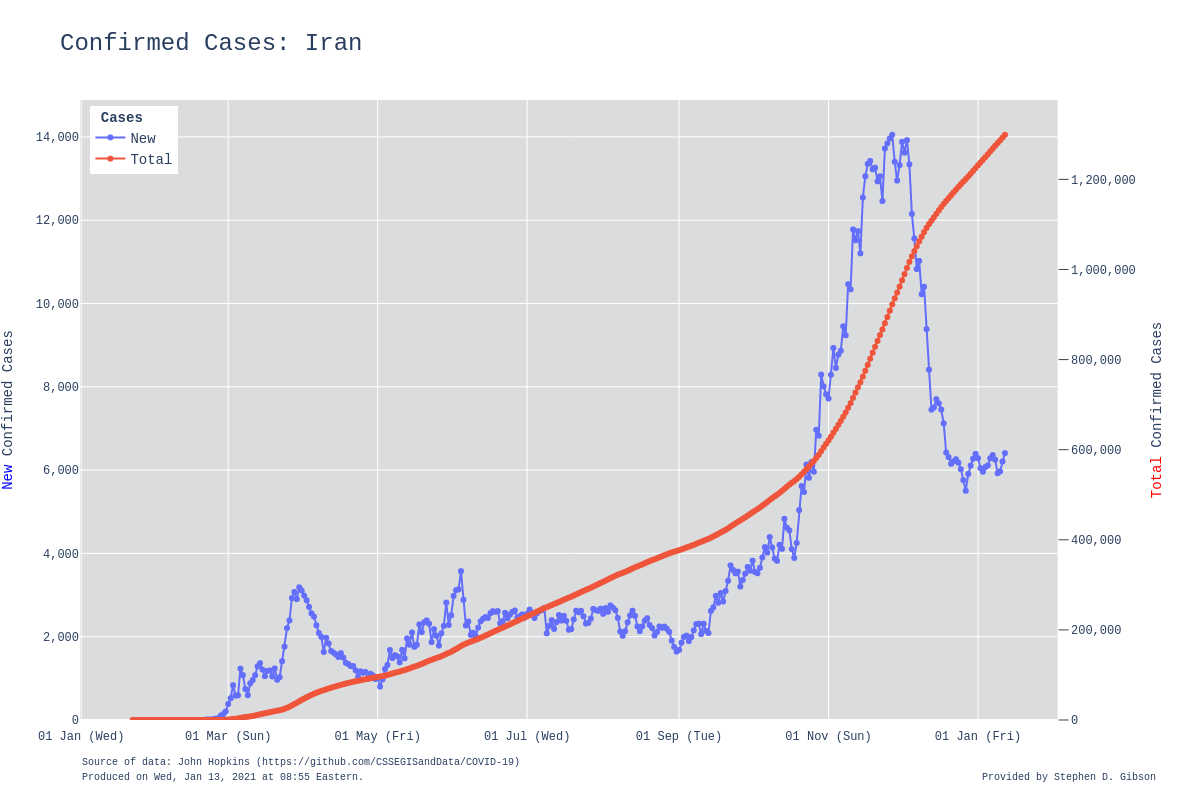 Confirmed Cases: Iran
Cases
New
Total
14,000
12,000
10,000
8,000
6,000
4,000
2,000
0
New Confirmed Cases
1,200,000
1,000,000
800,000
600,000
400,000
200,000
0
Total Confirmed Cases
01 Jan (Wed) 01 Mar (Sun) 01 May (Fri) 01 Jul (Wed) 01 Sep (Tue) 01 Nov (Sun) 01 Jan (Fri)
Source of data: John Hopkins (https://github.com/CSSEGISandData/COVID-19)
Produced on Wed, Jan 13, 2021 at 08:55 Eastern.
Provided by Stephen D. Gibson